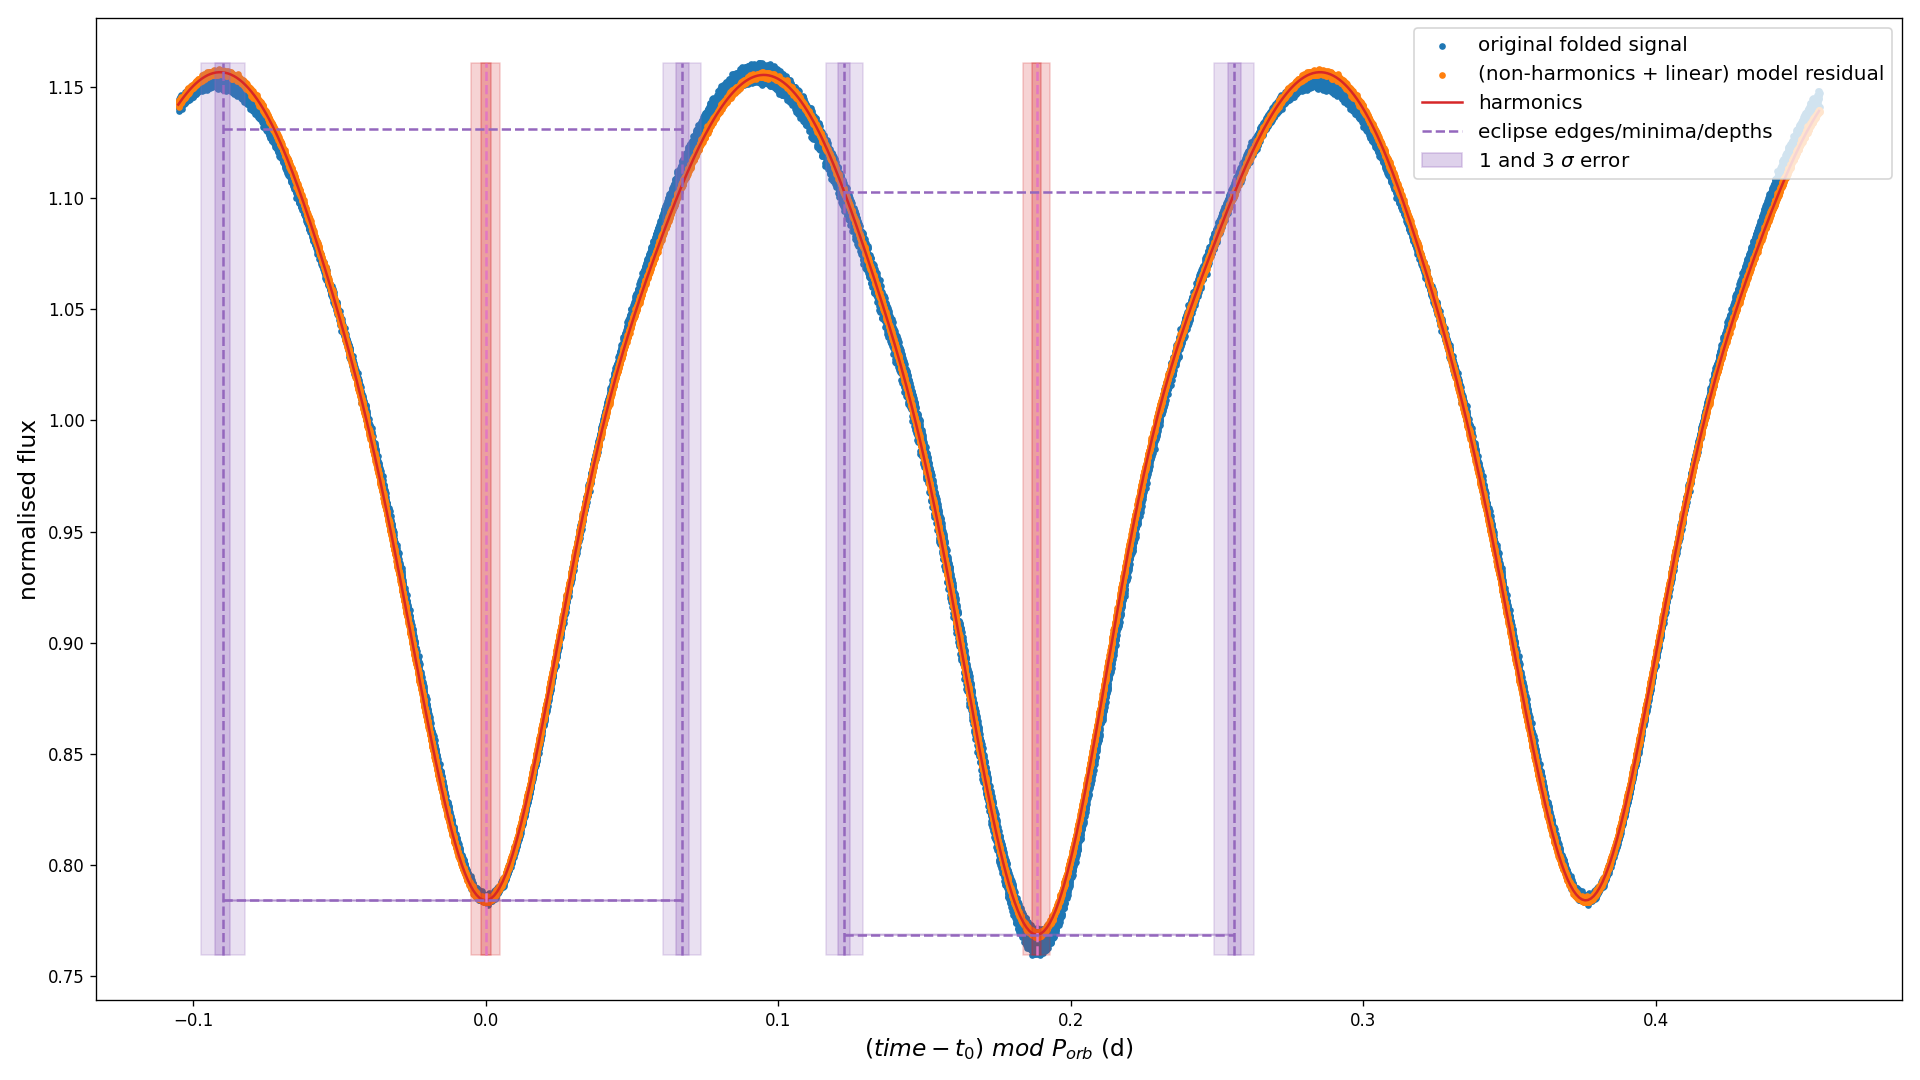 original folded signal
(non-harmonics + linear) model residual
harmonics
eclipse edges/minima/depths
1 and 3 σ error
normalised flux
1.15
1.10
1.05
1.00
0.95
0.90
0.85
0.80
0.75
−0.1
0.0
0.1
0.2
0.3
0.4
(time − t₀) mod Pₒᵣb (d)